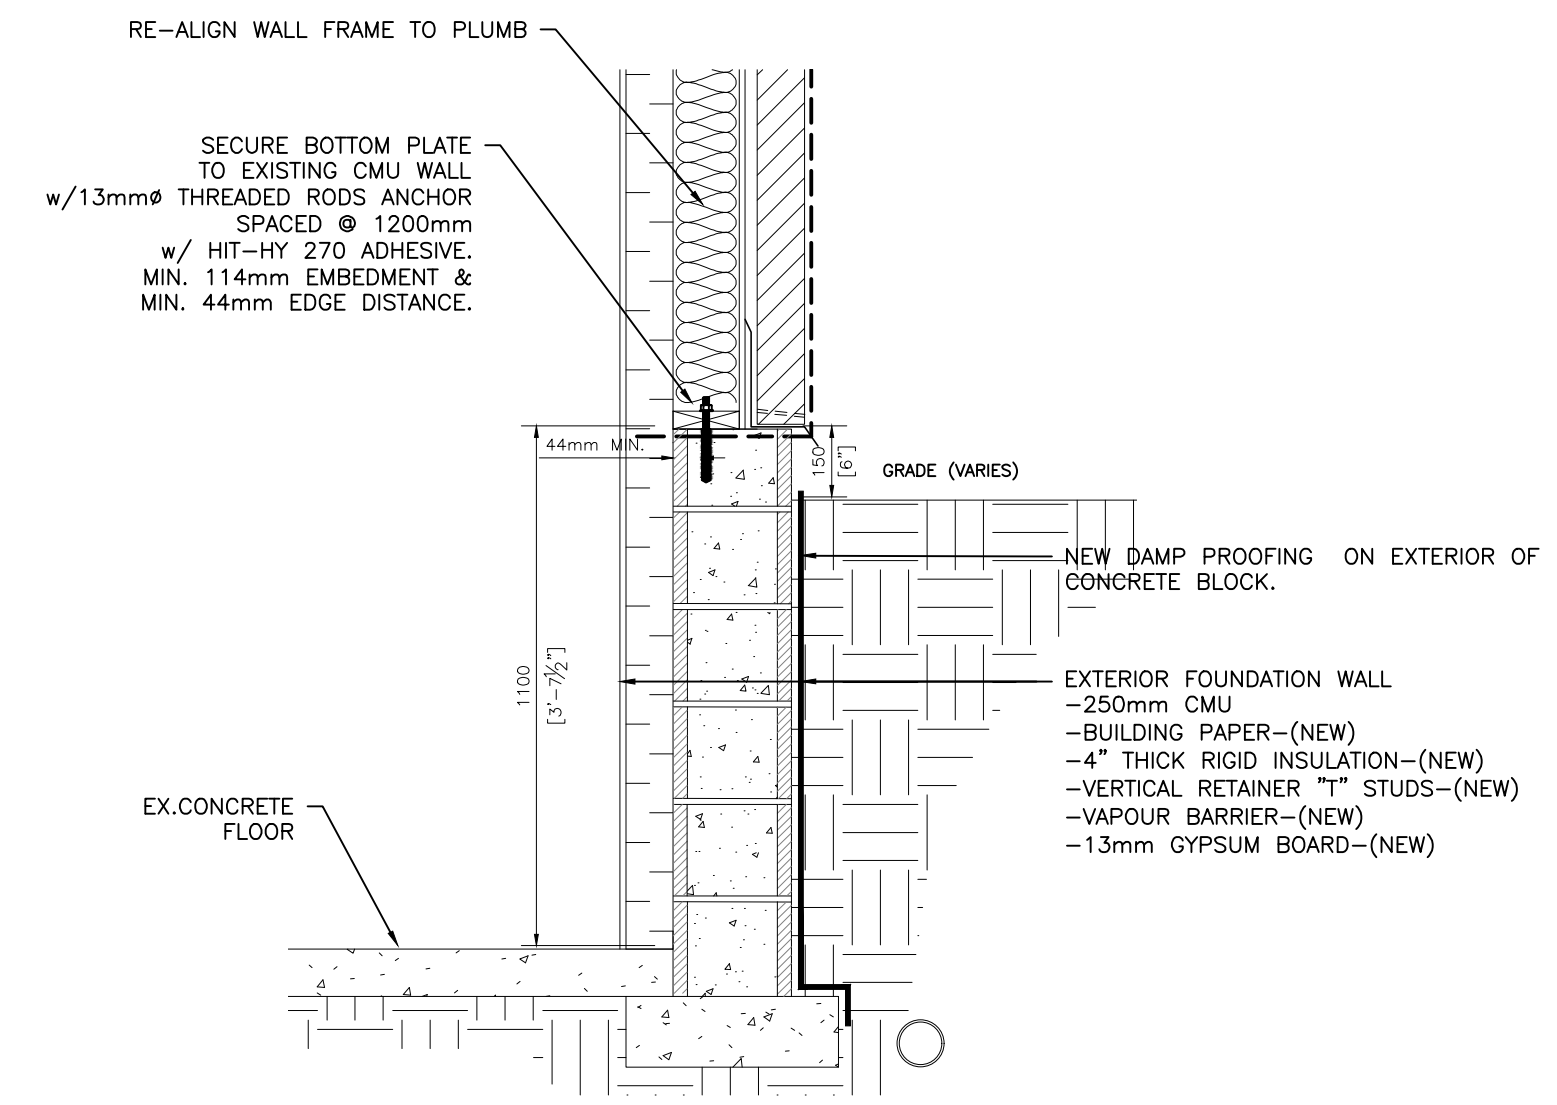 RE-ALIGN WALL FRAME TO PLUMB
SECURE BOTTOM PLATE
TO EXISTING CMU WALL
w/13mmø THREADED RODS ANCHOR
SPACED @ 1200mm
w/ HIT-HY 270 ADHESIVE.
MIN. 114mm EMBEDMENT &
MIN. 44mm EDGE DISTANCE.
44mm MIN.
150
[6"]
GRADE (VARIES)
NEW DAMP PROOFING ON EXTERIOR OF
CONCRETE BLOCK.
1100
[3'-7½"]
EXTERIOR FOUNDATION WALL
-250mm CMU
-BUILDING PAPER-(NEW)
-4" THICK RIGID INSULATION-(NEW)
-VERTICAL RETAINER "T" STUDS-(NEW)
-VAPOUR BARRIER-(NEW)
-13mm GYPSUM BOARD-(NEW)
EX.CONCRETE
FLOOR